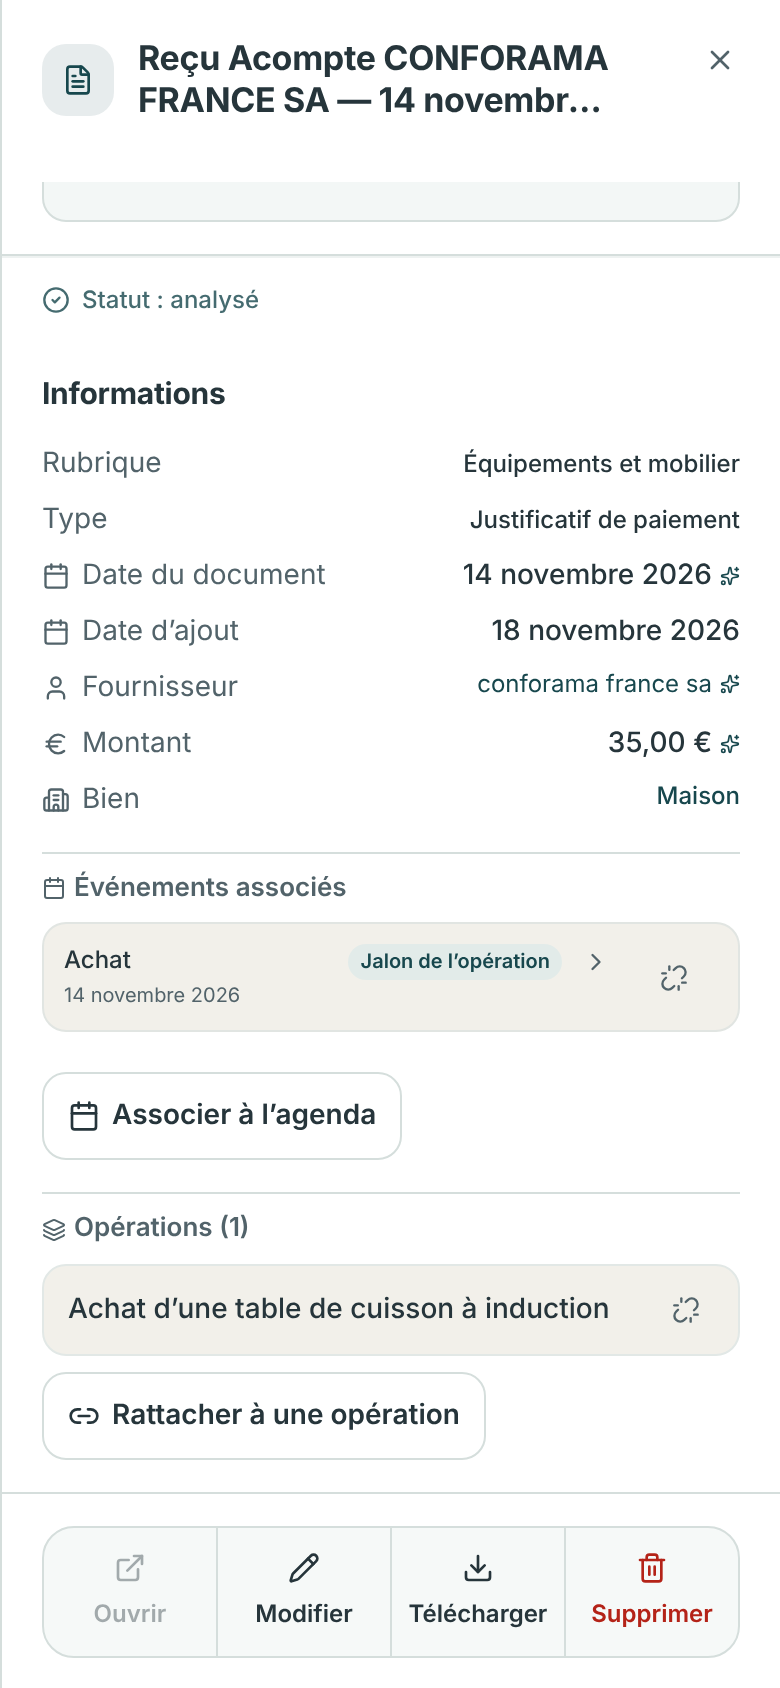 Reçu Acompte CONFORAMA
FRANCE SA — 14 novembr…
Statut : analysé
Informations
Rubrique
Équipements et mobilier
Type
Justificatif de paiement
Date du document
14 novembre 2026
Date d’ajout
18 novembre 2026
Fournisseur
conforama france sa
Montant
35,00 €
Bien
Maison
Événements associés
Achat
Jalon de l’opération
14 novembre 2026
Associer à l’agenda
Opérations (1)
Achat d’une table de cuisson à induction
Rattacher à une opération
Ouvrir
Modifier
Télécharger
Supprimer